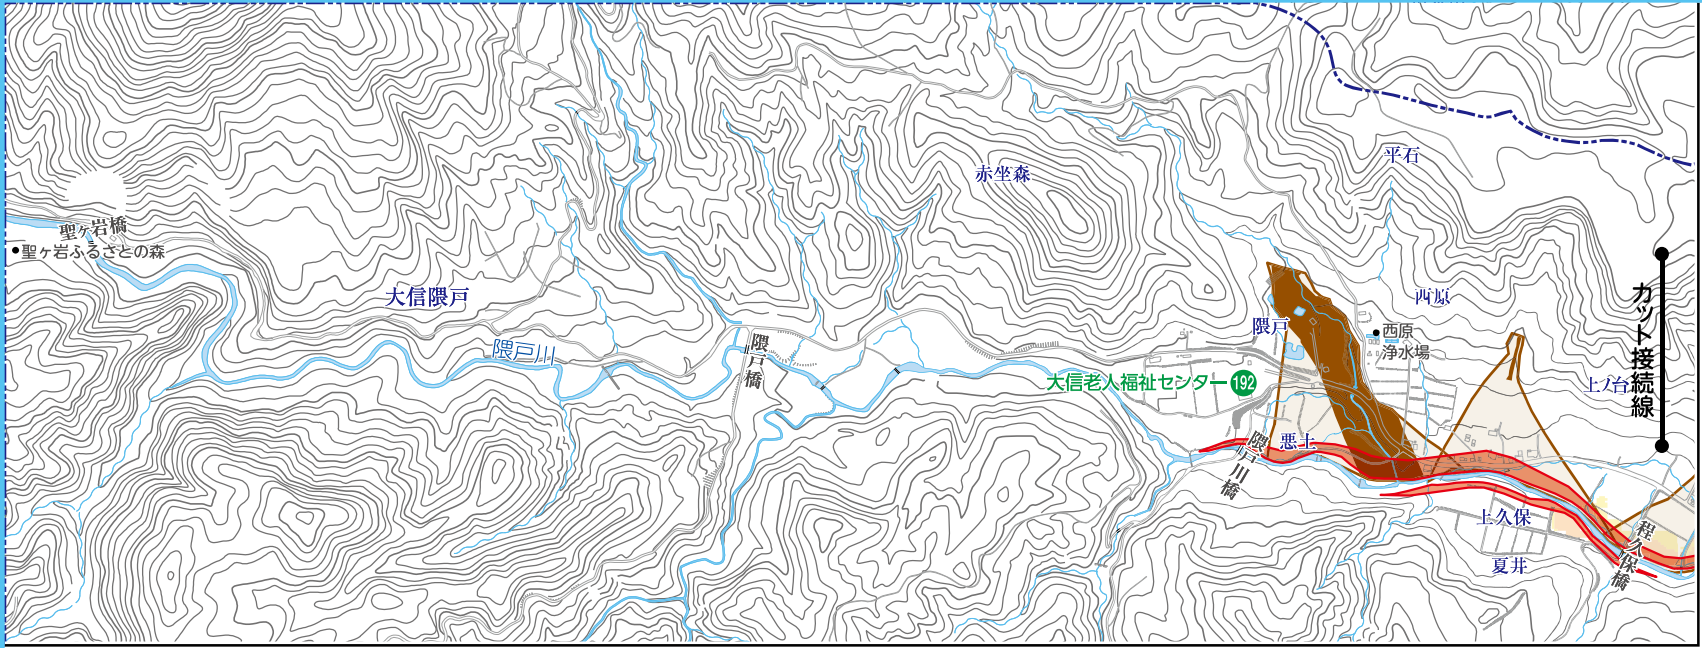 平石
赤坐森
聖ヶ岩橋
聖ヶ岩ふるさとの森
大信隈戸
西原
隈戸
西原
浄水場
隈戸川
隈戸橋
大信老人福祉センター 192
上ノ台
カット接続線
悪土
隈戸川橋
上久保
程久保橋
夏井